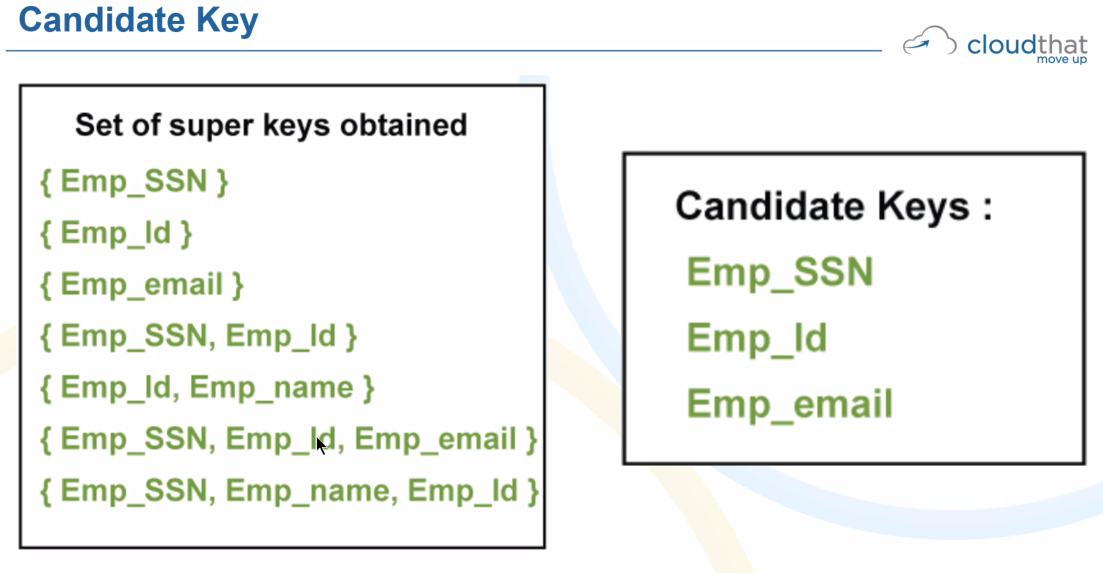 Candidate Key
cloudthat
move up
Set of super keys obtained
{ Emp_SSN }
{ Emp_Id }
{ Emp_email }
{ Emp_SSN, Emp_Id }
{ Emp_Id, Emp_name }
{ Emp_SSN, Emp_Id, Emp_email }
{ Emp_SSN, Emp_name, Emp_Id }
Candidate Keys :
Emp_SSN
Emp_Id
Emp_email